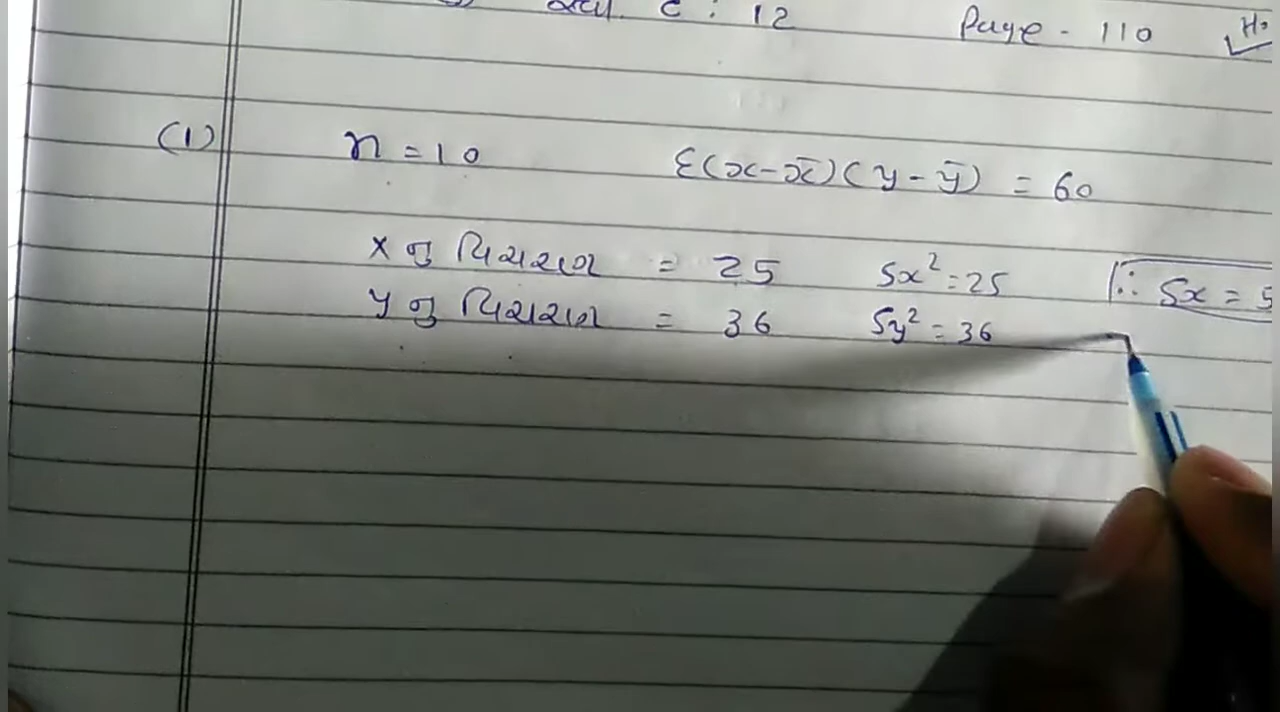 c : 12 Page - 110
(1) n = 10 Σ(x-x̄)(y-ȳ) = 60
x નું વિચરણ = 25 Sx² = 25 ∴ Sx = 5
y નું વિચરણ = 36 Sy² = 36